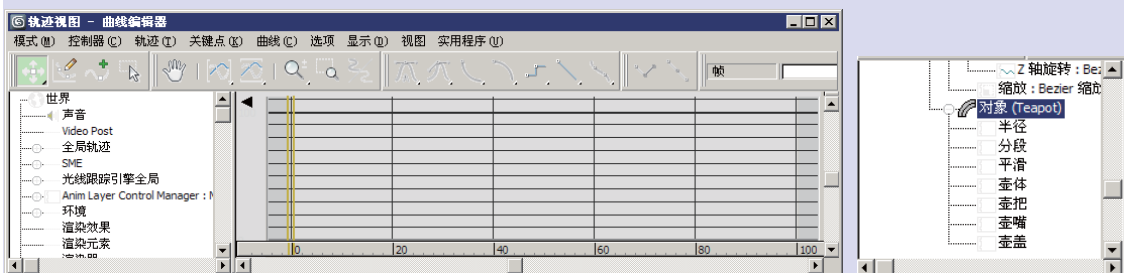 轨迹视图 - 曲线编辑器
模式(M) 控制器(C) 轨迹(T) 关键点(K) 曲线(C) 选项 显示(D) 视图 实用程序(U)
帧
世界
声音
Video Post
全局轨迹
SME
光线跟踪引擎全局
Anim Layer Control Manager :
环境
渲染效果
渲染元素
0 20 40 60 80 100
Z 轴旋转 : Bez
缩放 : Bezier 缩放
对象 (Teapot)
半径
分段
平滑
壶体
壶把
壶嘴
壶盖